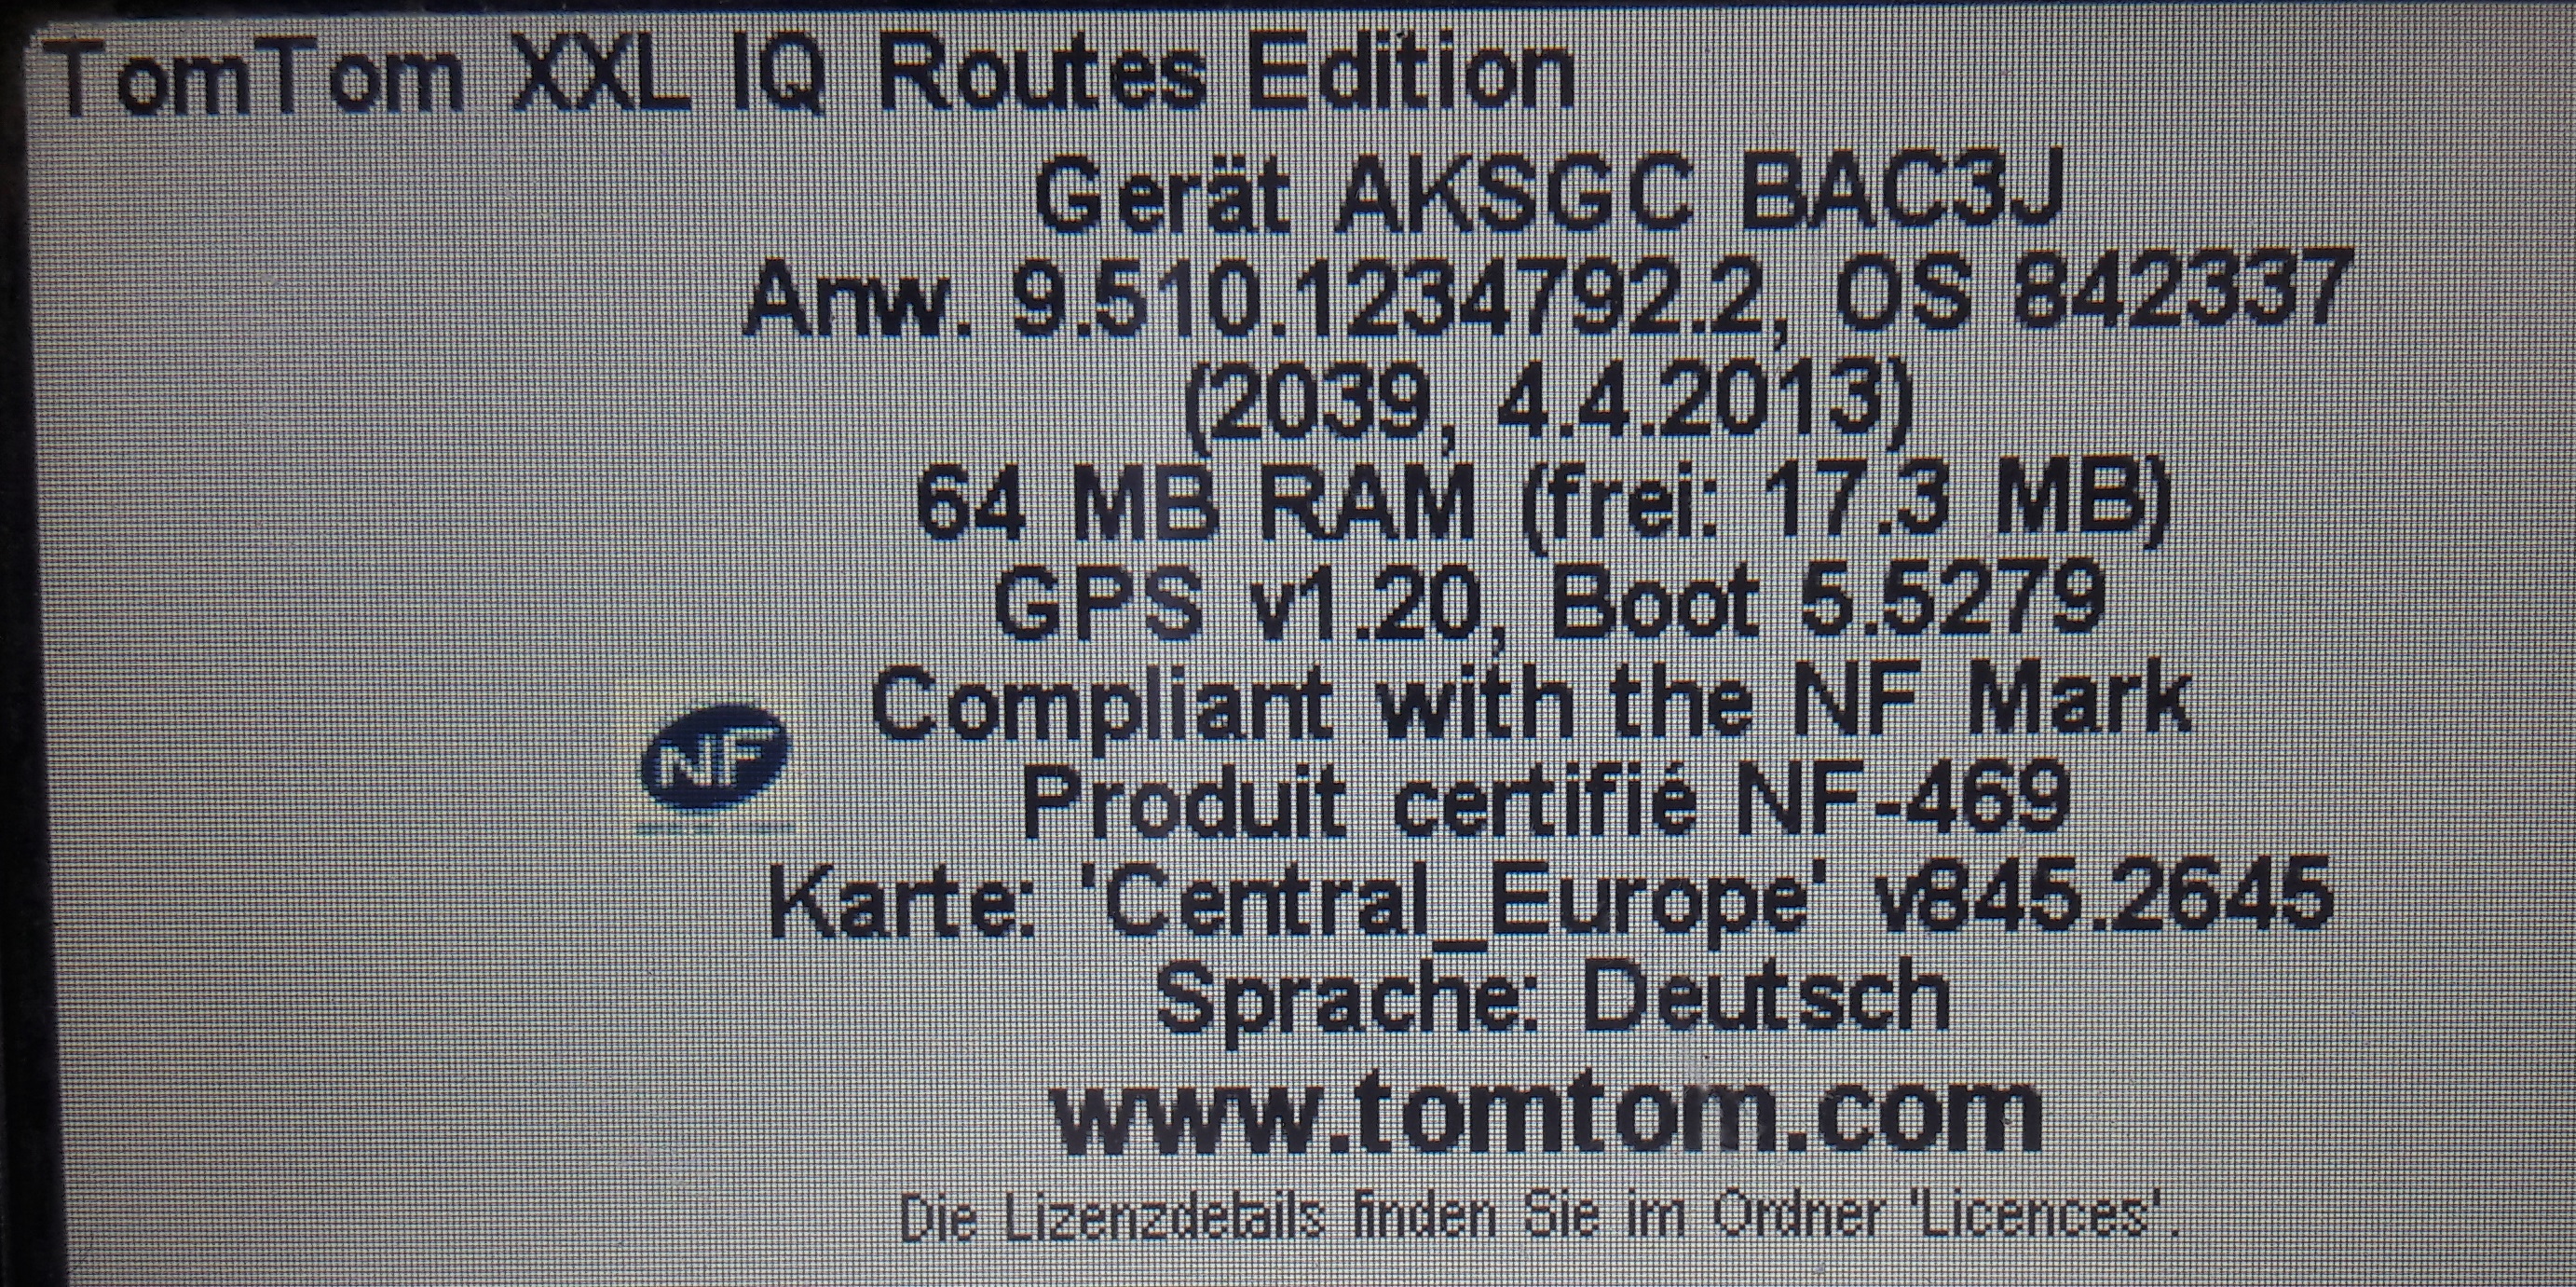 TomTom XXL IQ Routes Edition
Gerät AKSGC BAC3J
Anw. 9.510.1234792.2, OS 842337
(2039, 4.4.2013)
64 MB RAM (frei: 17.3 MB)
GPS v1.20, Boot 5.5279
Compliant with the NF Mark
NF
Produit certifié NF-469
Karte: 'Central_Europe' v845.2645
Sprache: Deutsch
www.tomtom.com
Die Lizenzdetails finden Sie im Ordner 'Licences'.